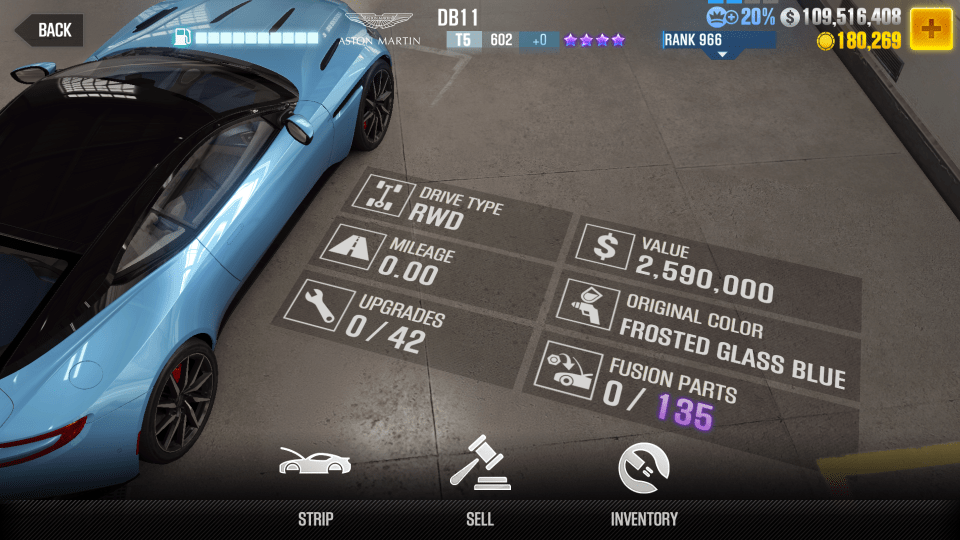 BACK
ASTON MARTIN
DB11
T5 602 +0
20%
109,516,408
RANK 966
180,269
DRIVE TYPE
RWD
MILEAGE
0.00
UPGRADES
0/42
VALUE
2,590,000
ORIGINAL COLOR
FROSTED GLASS BLUE
FUSION PARTS
0/135
STRIP
SELL
INVENTORY